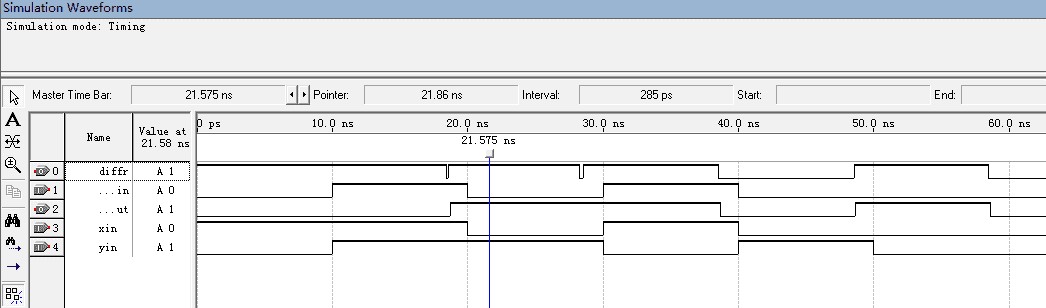 Simulation Waveforms
Simulation mode: Timing
Master Time Bar: 21.575 ns Pointer: 21.86 ns Interval: 285 ps Start: End:
Name Value at 21.58 ns
0 ps 10.0 ns 20.0 ns 30.0 ns 40.0 ns 50.0 ns 60.0 ns
21.575 ns
0 diffr A 1
1 ...in A 0
2 ...ut A 1
3 xin A 0
4 yin A 1